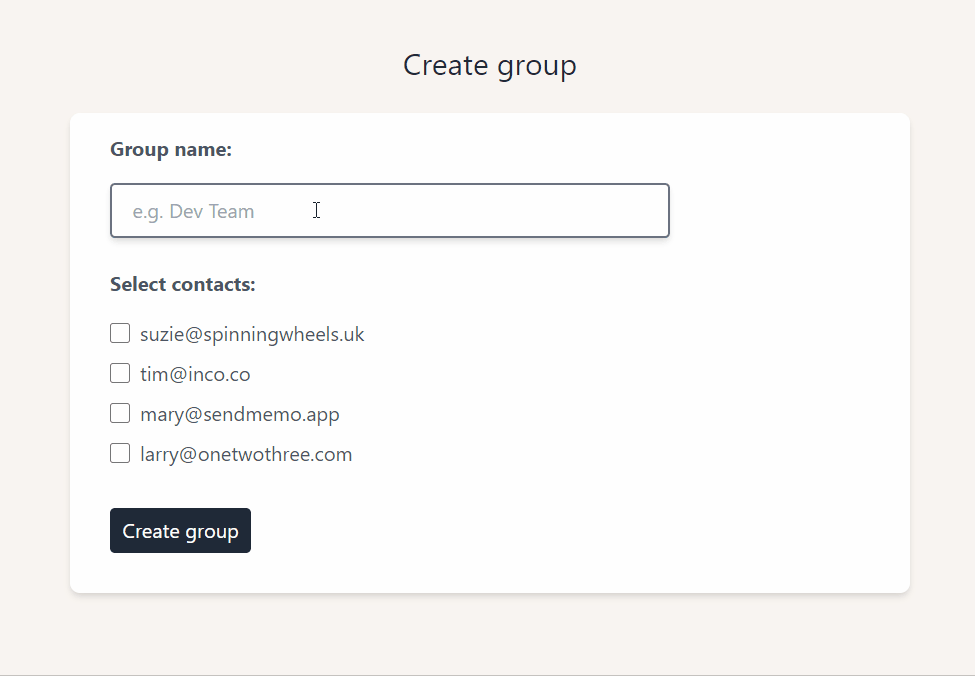 Create group
Group name:
e.g. Dev Team
Select contacts:
suzie@spinningwheels.uk
tim@inco.co
mary@sendmemo.app
larry@onetwothree.com
Create group